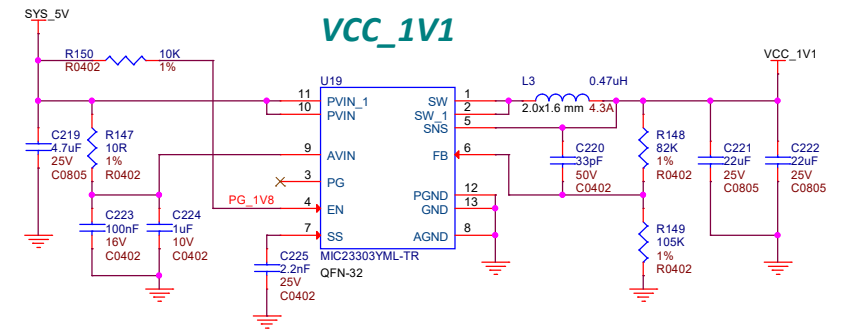 VCC_1V1
SYS_5V
R150
10K
R0402
1%
U19
VCC_1V1
L3
0.47uH
2.0x1.6 mm
4.3A
11
PVIN_1
10
PVIN
9
AVIN
3
PG
4
EN
7
SS
SW
1
SW_1
2
SNS
5
FB
6
PGND
12
GND
13
AGND
8
MIC23303YML-TR
QFN-32
PG_1V8
C219
4.7uF
25V
C0805
R147
10R
1%
R0402
C223
100nF
16V
C0402
C224
1uF
10V
C0402
C225
2.2nF
25V
C0402
C220
33pF
50V
C0402
R148
82K
1%
R0402
R149
105K
1%
R0402
C221
22uF
25V
C0805
C222
22uF
25V
C0805